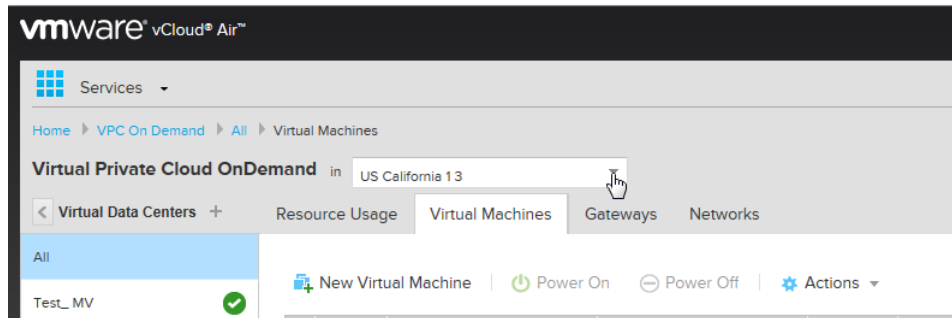 vmware® vCloud® Air™
Services
Home VPC On Demand All Virtual Machines
Virtual Private Cloud OnDemand in US California 1 3
< Virtual Data Centers + Resource Usage Virtual Machines Gateways Networks
All
New Virtual Machine Power On Power Off Actions
Test_ MV